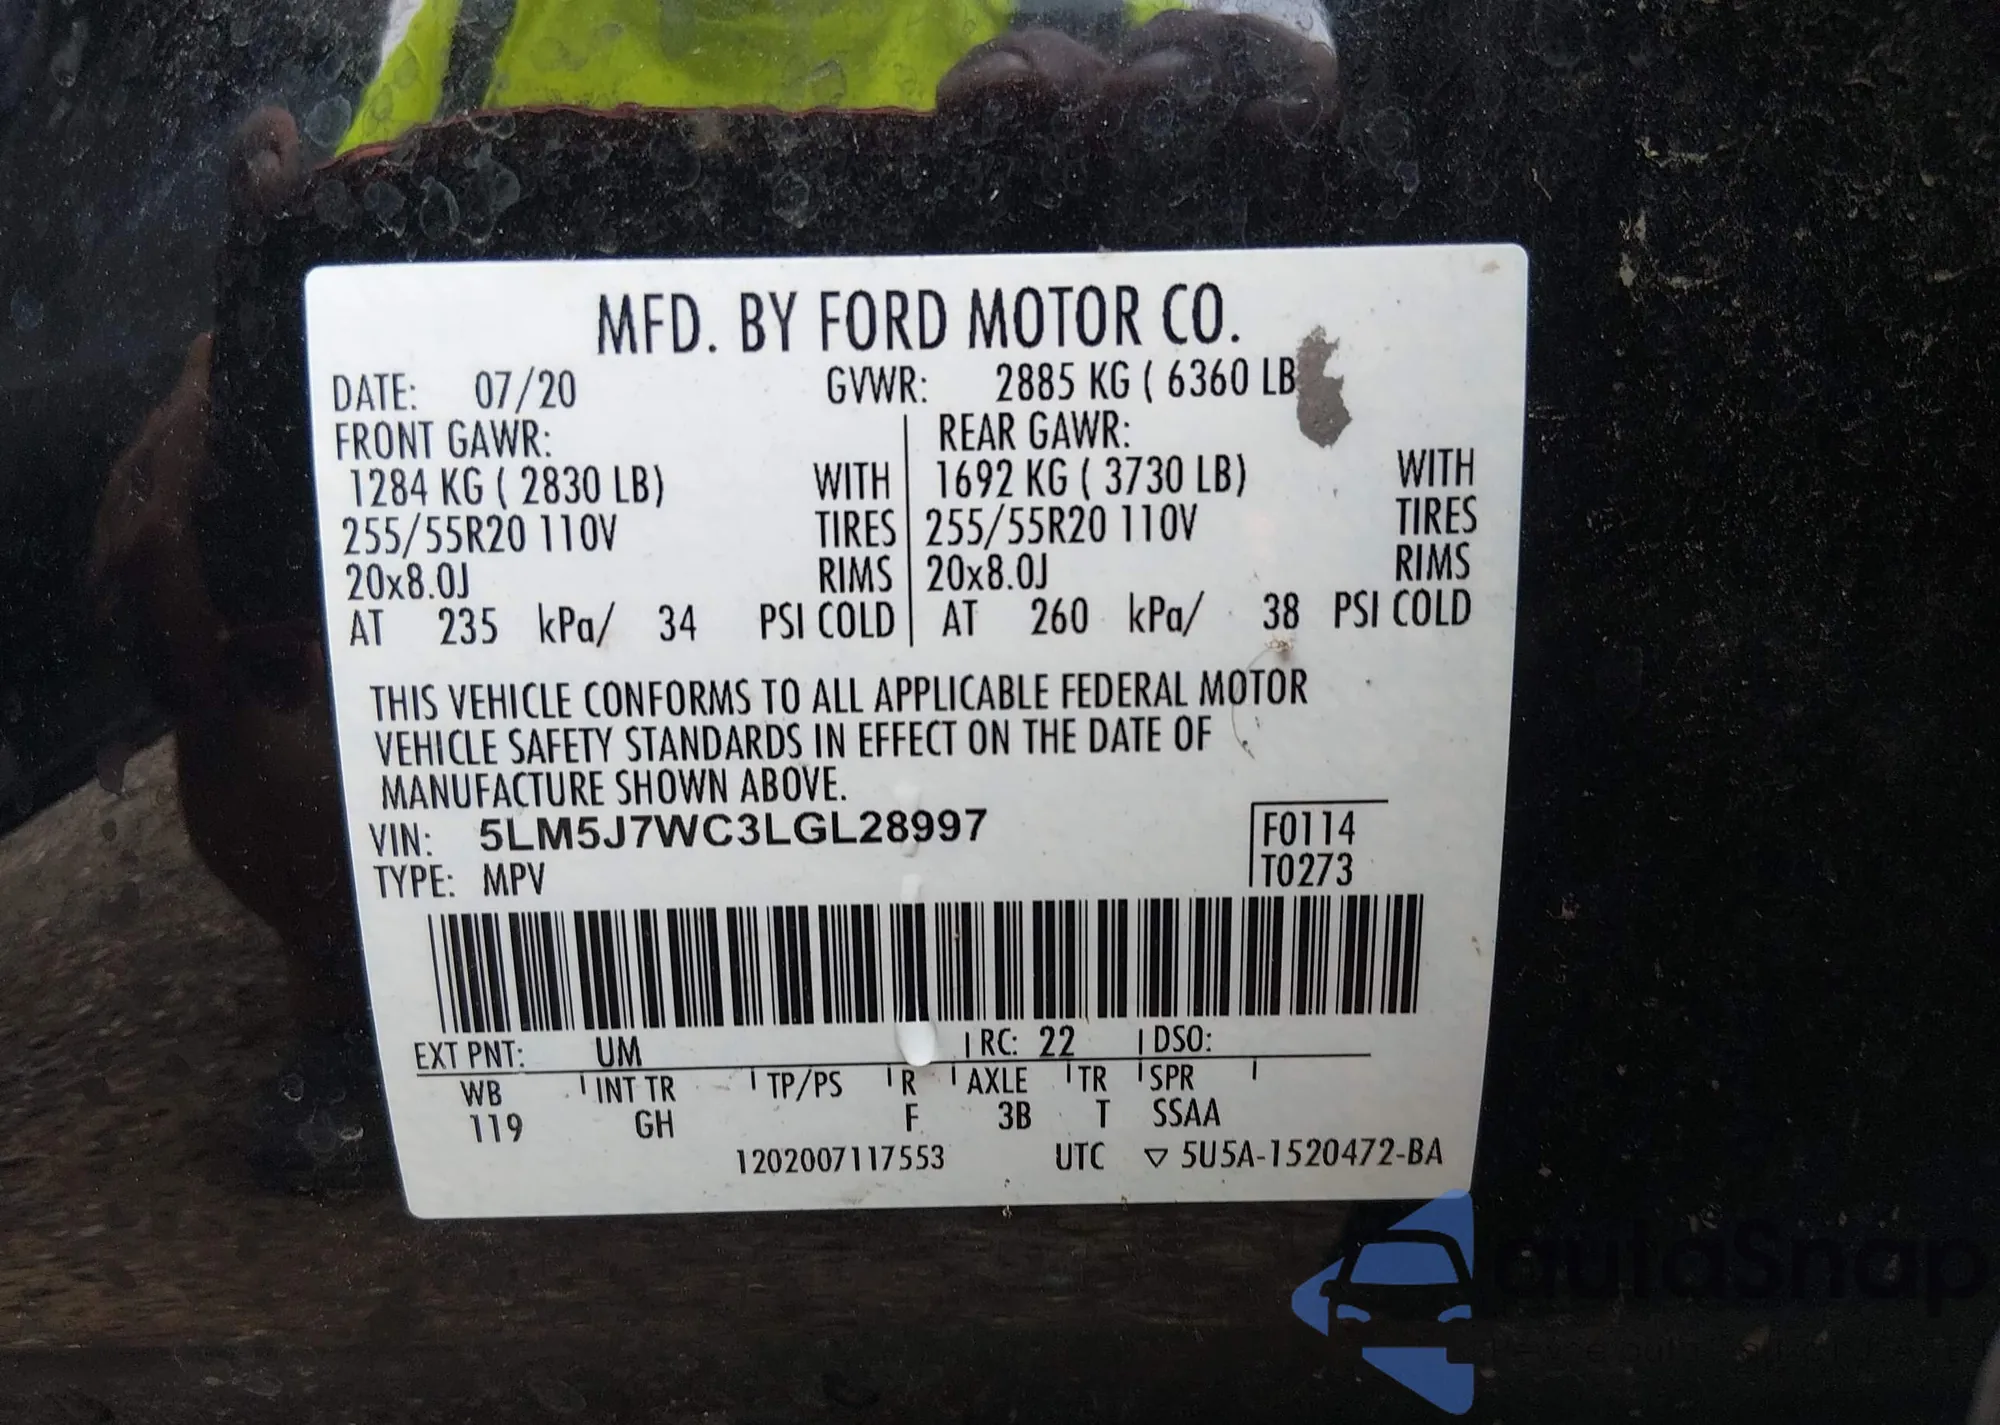 MFD. BY FORD MOTOR CO.
DATE: 07/20 GVWR: 2885 KG ( 6360 LB
FRONT GAWR: REAR GAWR:
1284 KG ( 2830 LB) WITH 1692 KG ( 3730 LB) WITH
255/55R20 110V TIRES 255/55R20 110V TIRES
20x8.0J RIMS 20x8.0J RIMS
AT 235 kPa/ 34 PSI COLD AT 260 kPa/ 38 PSI COLD
THIS VEHICLE CONFORMS TO ALL APPLICABLE FEDERAL MOTOR
VEHICLE SAFETY STANDARDS IN EFFECT ON THE DATE OF
MANUFACTURE SHOWN ABOVE.
VIN: 5LM5J7WC3LGL28997 F0114
TYPE: MPV T0273
EXT PNT: UM RC: 22 DSO:
WB INT TR TP/PS R AXLE TR SPR
119 GH F 3B T SSAA
1202007117553 UTC ▽ 5U5A-1520472-BA